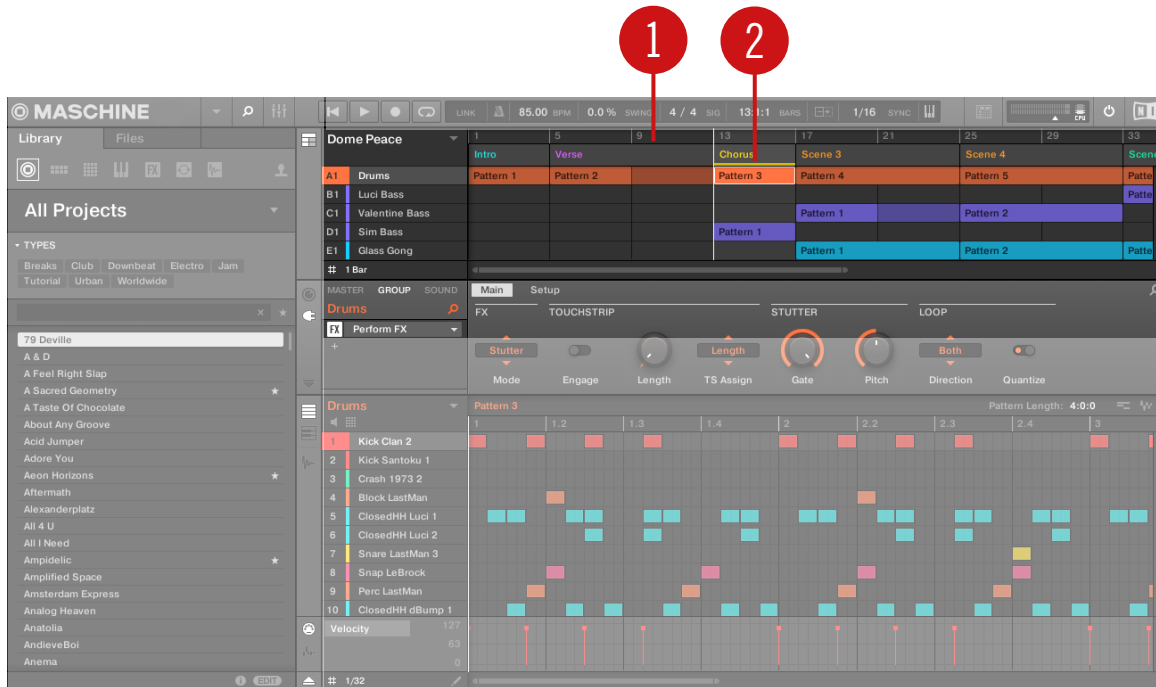 1 2
MASCHINE LINK 85.00 BPM 0.0% SWING 4 / 4 SIG 13:1:1 BARS 1/16 SYNC CPU NI
Library Files
All Projects
TYPES
Breaks Club Downbeat Electro Jam
Tutorial Urban Worldwide
79 Deville
A & D
A Feel Right Slap
A Sacred Geometry
A Taste Of Chocolate
About Any Groove
Acid Jumper
Adore You
Aeon Horizons
Aftermath
Alexanderplatz
All 4 U
All I Need
Ampidelic
Amplified Space
Amsterdam Express
Analog Heaven
Anatolia
AndieveBoi
Anema
EDIT
Dome Peace 1 5 9 13 17 21 25 29 33
Intro Verse Chorus Scene 3 Scene 4 Scene
A1 Drums Pattern 1 Pattern 2 Pattern 3 Pattern 4 Pattern 5 Patte
B1 Luci Bass Patte
C1 Valentine Bass Pattern 1 Pattern 2
D1 Sim Bass Pattern 1
E1 Glass Gong Pattern 1 Pattern 2 Patte
1 Bar
MASTER GROUP SOUND Main Setup
Drums FX TOUCHSTRIP STUTTER LOOP
FX Perform FX
Stutter Length Both
Mode Engage Length TS Assign Gate Pitch Direction Quantize
Drums Pattern 3 Pattern Length: 4:0:0
1 1.2 1.3 1.4 2 2.2 2.3 2.4 3
1 Kick Clan 2
2 Kick Santoku 1
3 Crash 1973 2
4 Block LastMan
5 ClosedHH Luci 1
6 ClosedHH Luci 2
7 Snare LastMan 3
8 Snap LeBrock
9 Perc LastMan
10 ClosedHH dBump 1
Velocity 127
63
0
1/32